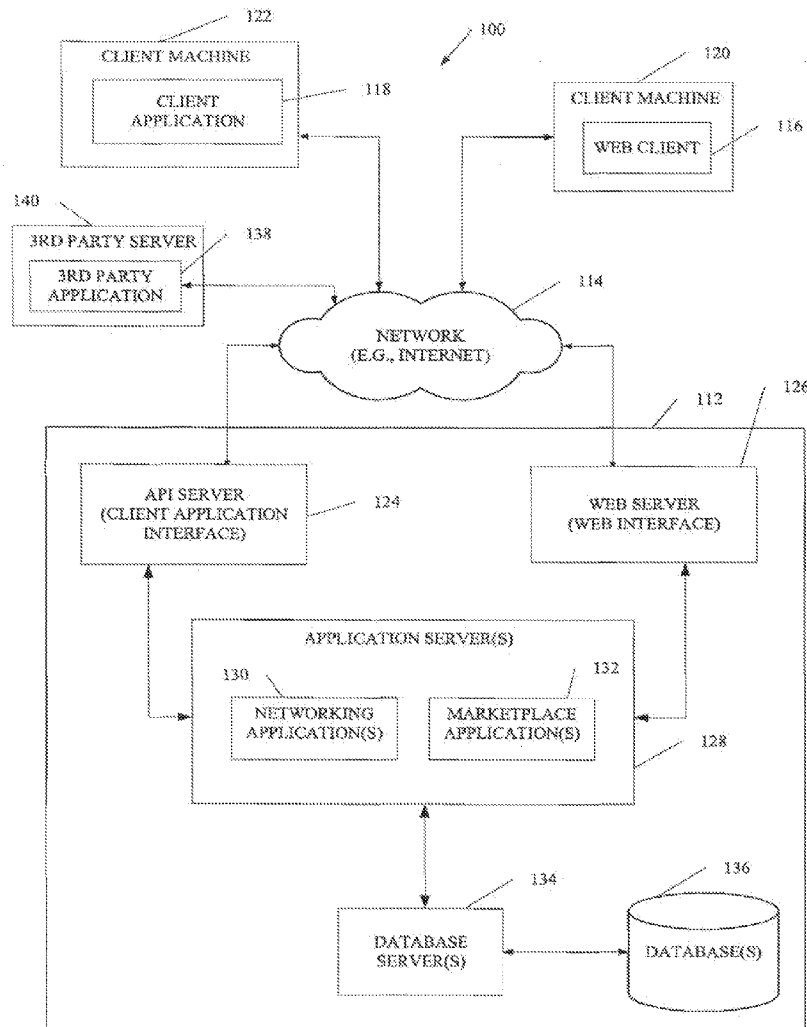 122
100
CLIENT MACHINE
CLIENT
APPLICATION
118
120
CLIENT MACHINE
WEB CLIENT
116
140
3RD PARTY SERVER
138
3RD PARTY
APPLICATION
114
NETWORK
(E.G., INTERNET)
112
126
API SERVER
(CLIENT APPLICATION
INTERFACE)
124
WEB SERVER
(WEB INTERFACE)
APPLICATION SERVER(S)
130
132
NETWORKING
APPLICATION(S)
MARKETPLACE
APPLICATION(S)
128
134
136
DATABASE
SERVER(S)
DATABASE(S)